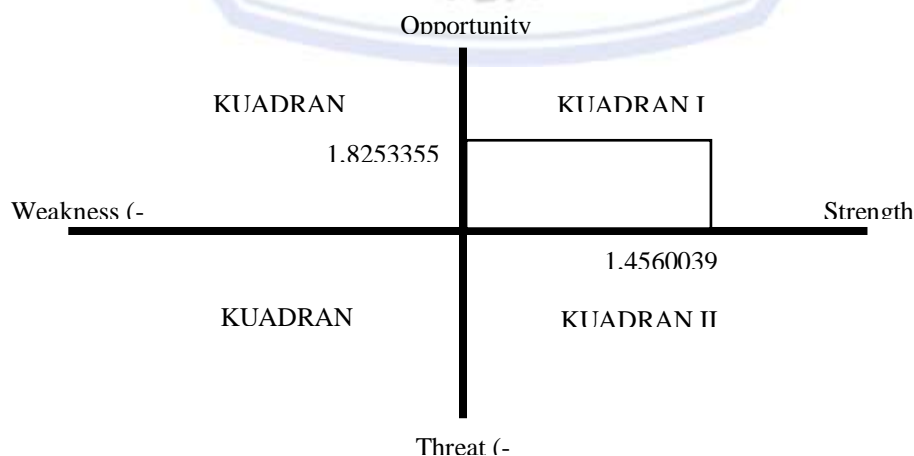 Opportunity
KUADRAN
KUADRAN I
1.8253355
Weakness (-
Strength
1.4560039
KUADRAN
KUADRAN II
Threat (-